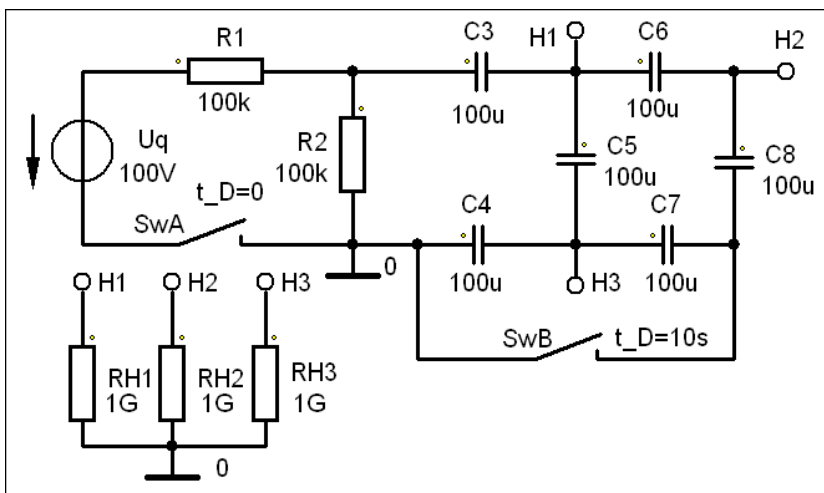 R1
100k
Uq
100V
R2
100k
t_D=0
SwA
0
C3
100u
H1
C6
100u
H2
C5
100u
C8
100u
C4
100u
C7
100u
H3
SwB
t_D=10s
H1
H2
H3
RH1
1G
RH2
1G
RH3
1G
0